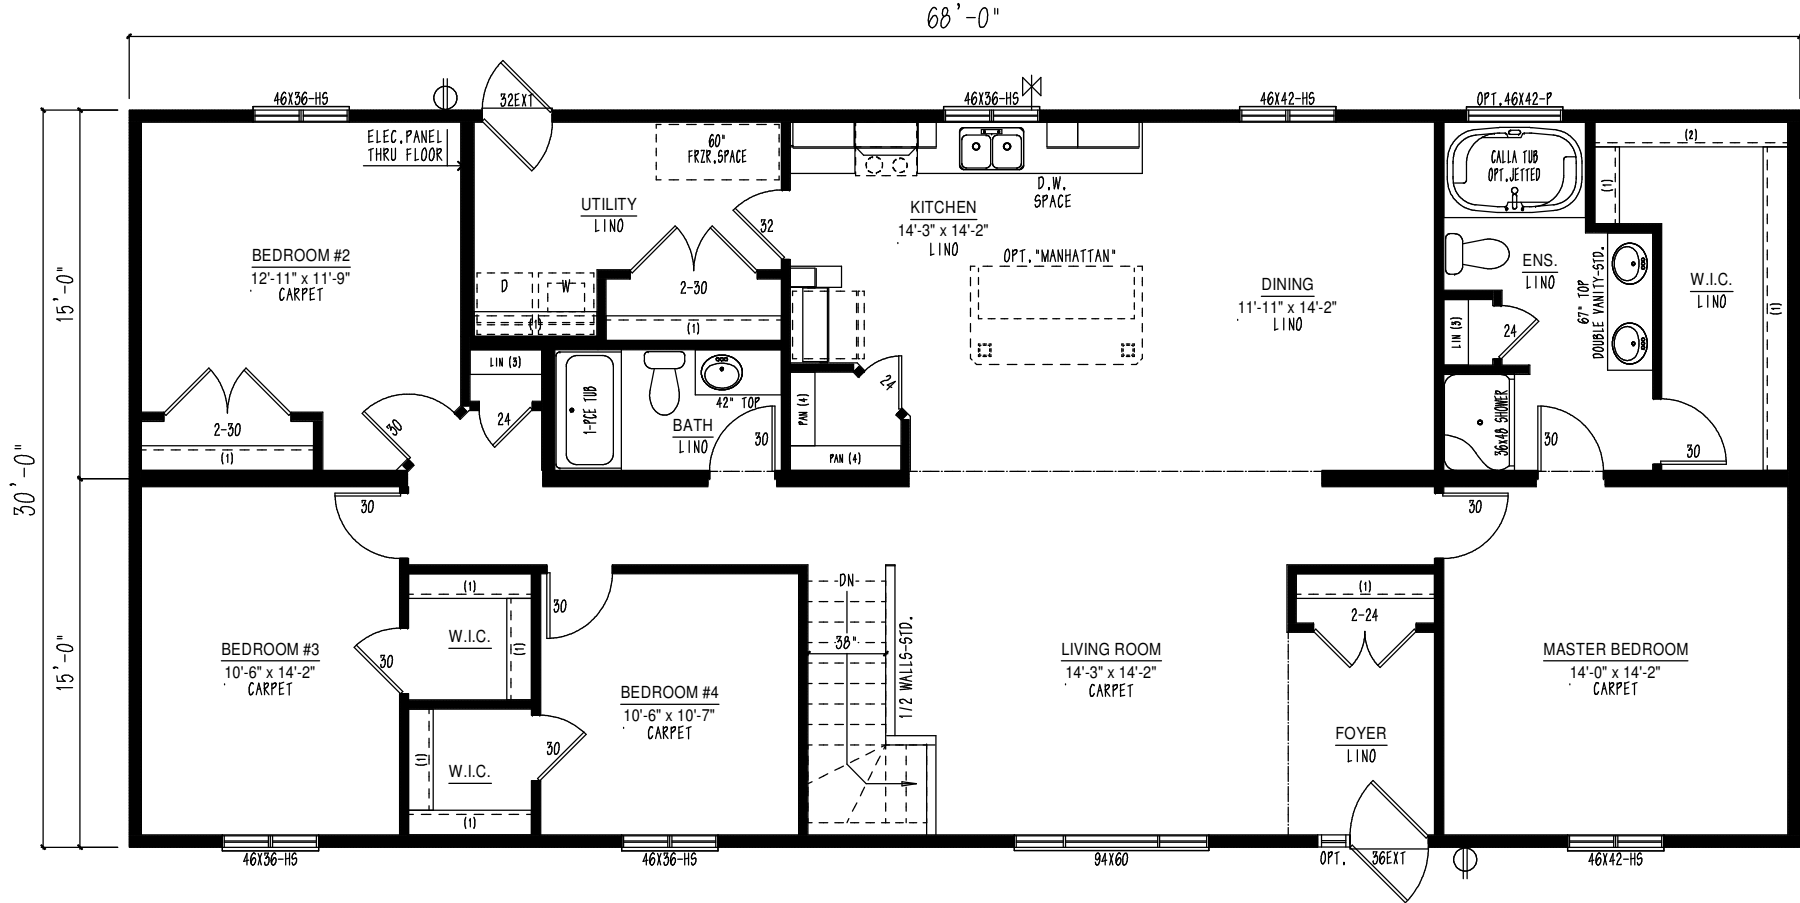 68'-0"
46X36-HS
32EXT
46X36-HS
46X42-HS
OPT.46X42-P
ELEC.PANEL
THRU FLOOR
60"
FRZR.SPACE
(2)
CALLA TUB
OPT.JETTED
(1)
D.W.
SPACE
UTILITY
LINO
32
KITCHEN
14'-3" x 14'-2"
LINO
OPT."MANHATTAN"
BEDROOM #2
12'-11" x 11'-9"
CARPET
D
W
(1)
2-30
(1)
DINING
11'-11" x 14'-2"
LINO
ENS.
LINO
67" TOP
DOUBLE VANITY-STD.
W.I.C.
LINO
(1)
15'-0"
LIN (3)
24
LIN (3)
24
1-PCE TUB
42" TOP
BATH
LINO
30
24
PAN (4)
PAN (4)
36x48 SHOWER
30
30
2-30
(1)
30
30'-0"
30
30
15'-0"
(1)
W.I.C.
(1)
30
30
BEDROOM #3
10'-6" x 14'-2"
CARPET
BEDROOM #4
10'-6" x 10'-7"
CARPET
DN
38"
1/2 WALLS-STD.
LIVING ROOM
14'-3" x 14'-2"
CARPET
(1)
2-24
MASTER BEDROOM
14'-0" x 14'-2"
CARPET
FOYER
LINO
(1)
W.I.C.
(1)
30
46X36-HS
46X36-HS
94X60
OPT.
36EXT
46X42-HS